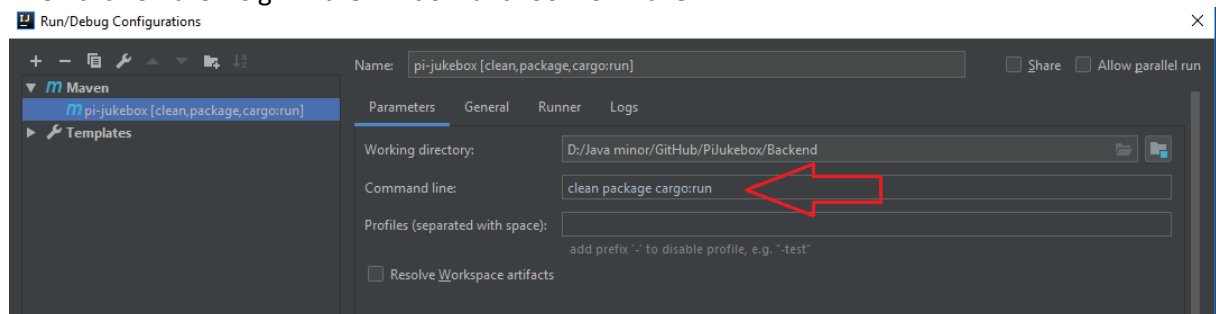 Run/Debug Configurations
Name: pi-jukebox [clean,package,cargo:run] Share Allow parallel run
Maven
pi-jukebox [clean,package,cargo:run]
Templates
Parameters General Runner Logs
Working directory: D:/Java minor/GitHub/PiJukebox/Backend
Command line: clean package cargo:run
Profiles (separated with space):
add prefix '-' to disable profile, e.g. "-test"
Resolve Workspace artifacts